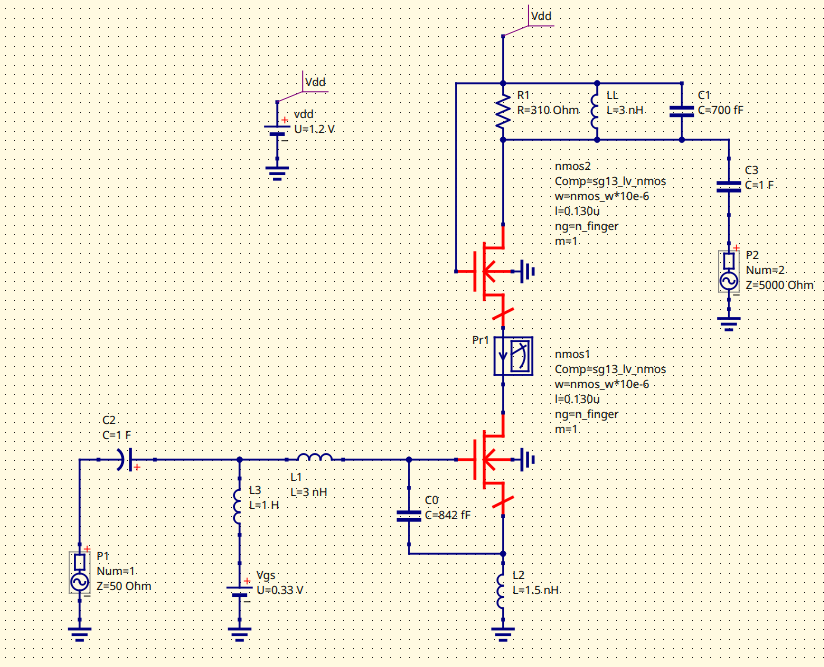 Vdd
Vdd
vdd
U=1.2 V
R1
R=310 Ohm
LL
L=3 nH
C1
C=700 fF
nmos2
Comp=sg13_lv_nmos
w=nmos_w*10e-6
l=0.130u
ng=n_finger
m=1
C3
C=1 F
P2
Num=2
Z=5000 Ohm
Pr1
nmos1
Comp=sg13_lv_nmos
w=nmos_w*10e-6
l=0.130u
ng=n_finger
m=1
C2
C=1 F
L3
L=1 H
L1
L=3 nH
C0
C=842 fF
P1
Num=1
Z=50 Ohm
Vgs
U=0.33 V
L2
L=1.5 nH